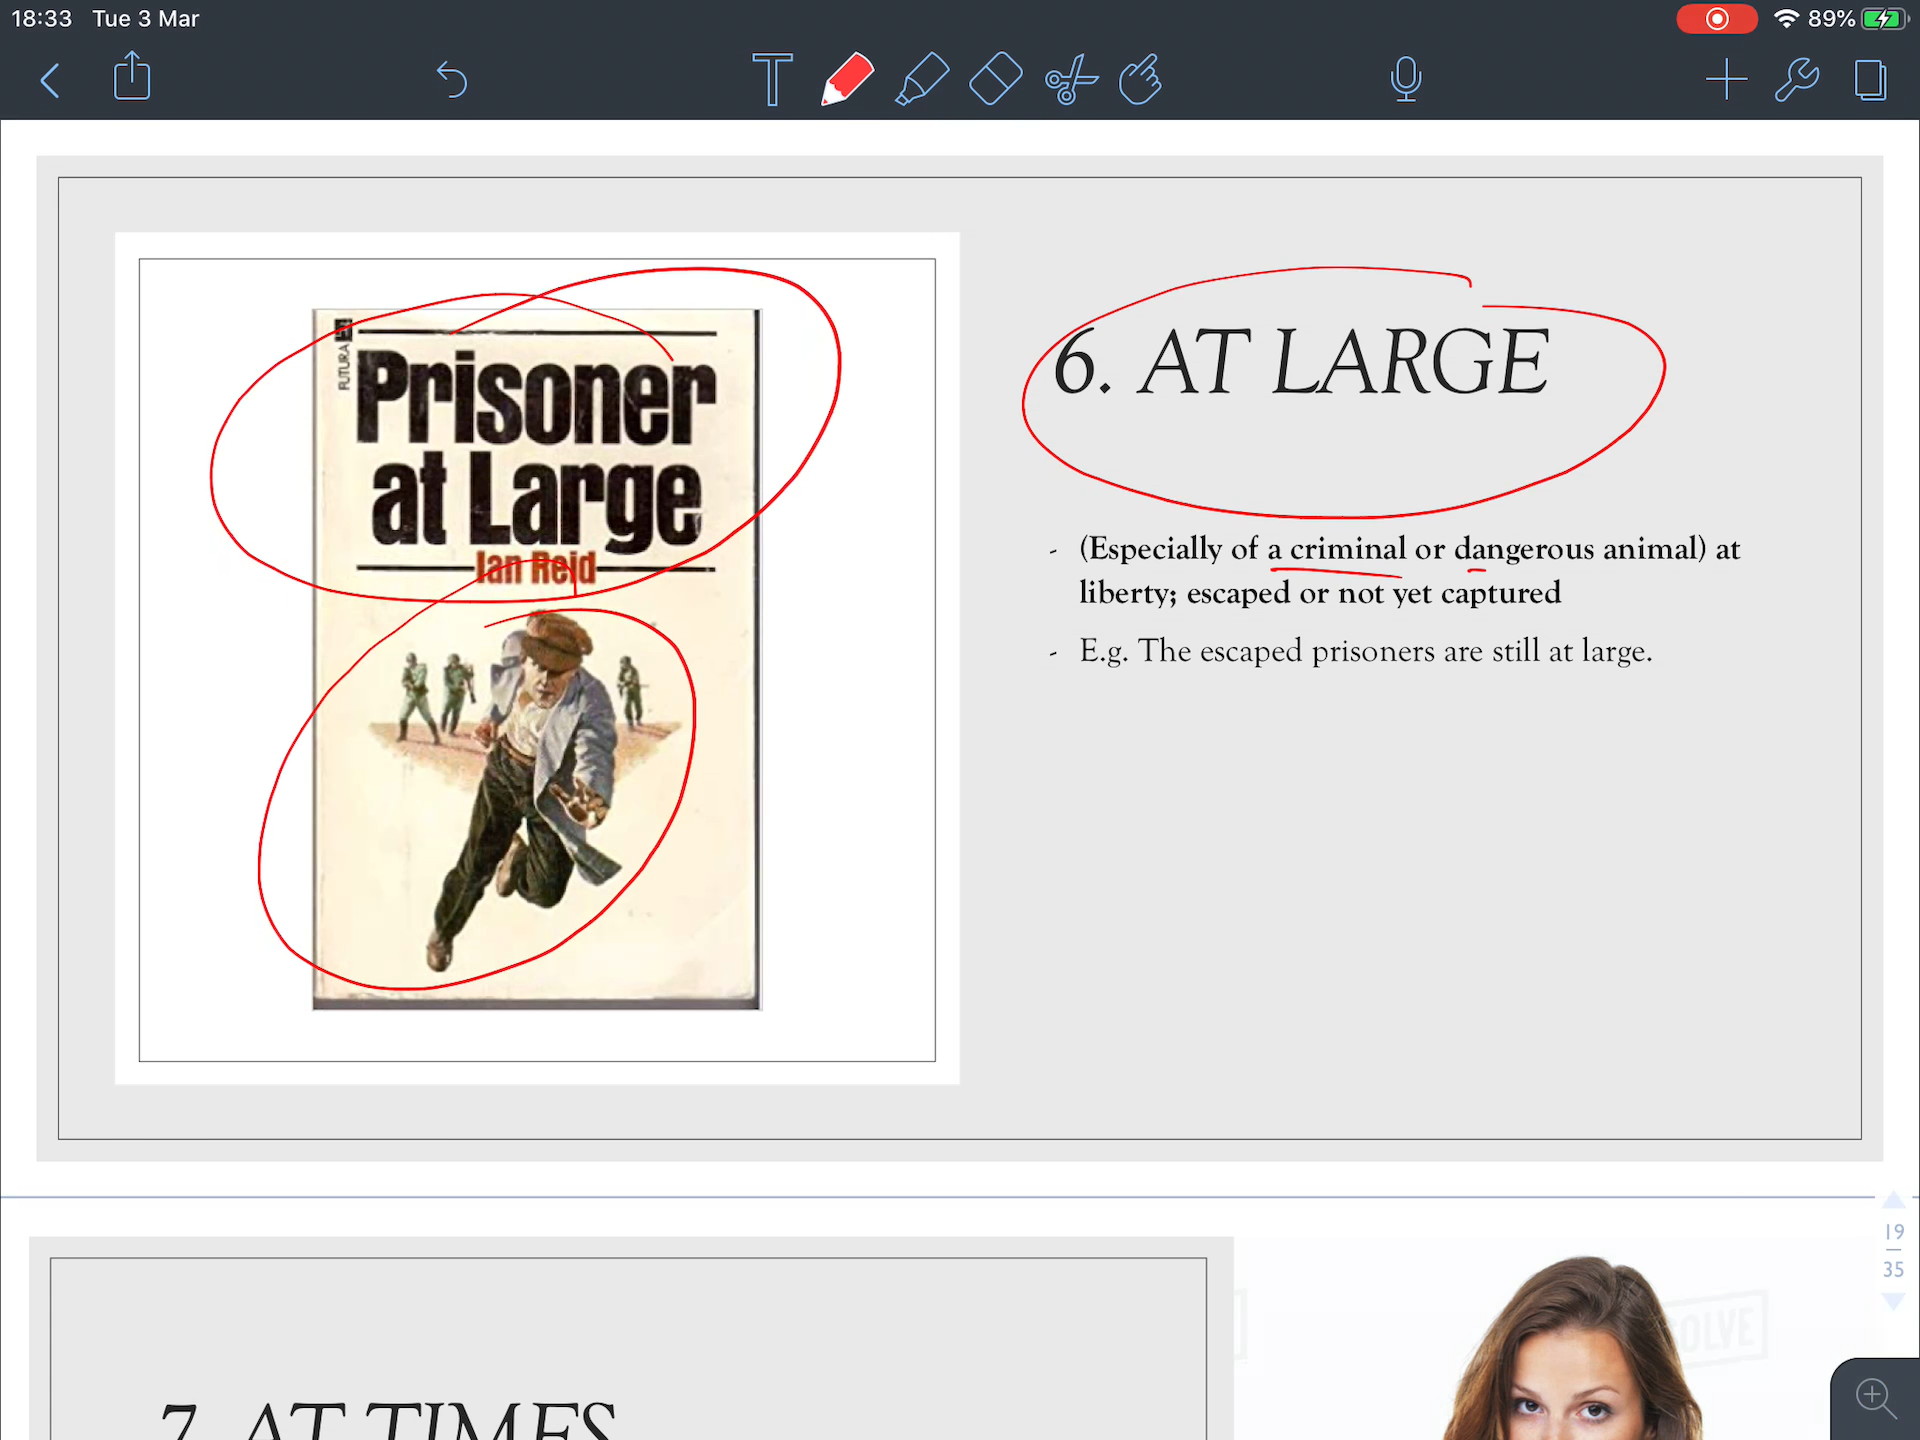 18:33 Tue 3 Mar
89%
FUTURA
Prisoner
at Large
Ian Reid
6. AT LARGE
- (Especially of a criminal or dangerous animal) at
liberty; escaped or not yet captured
- E.g. The escaped prisoners are still at large.
19
35
7. AT TIMES
OLVE